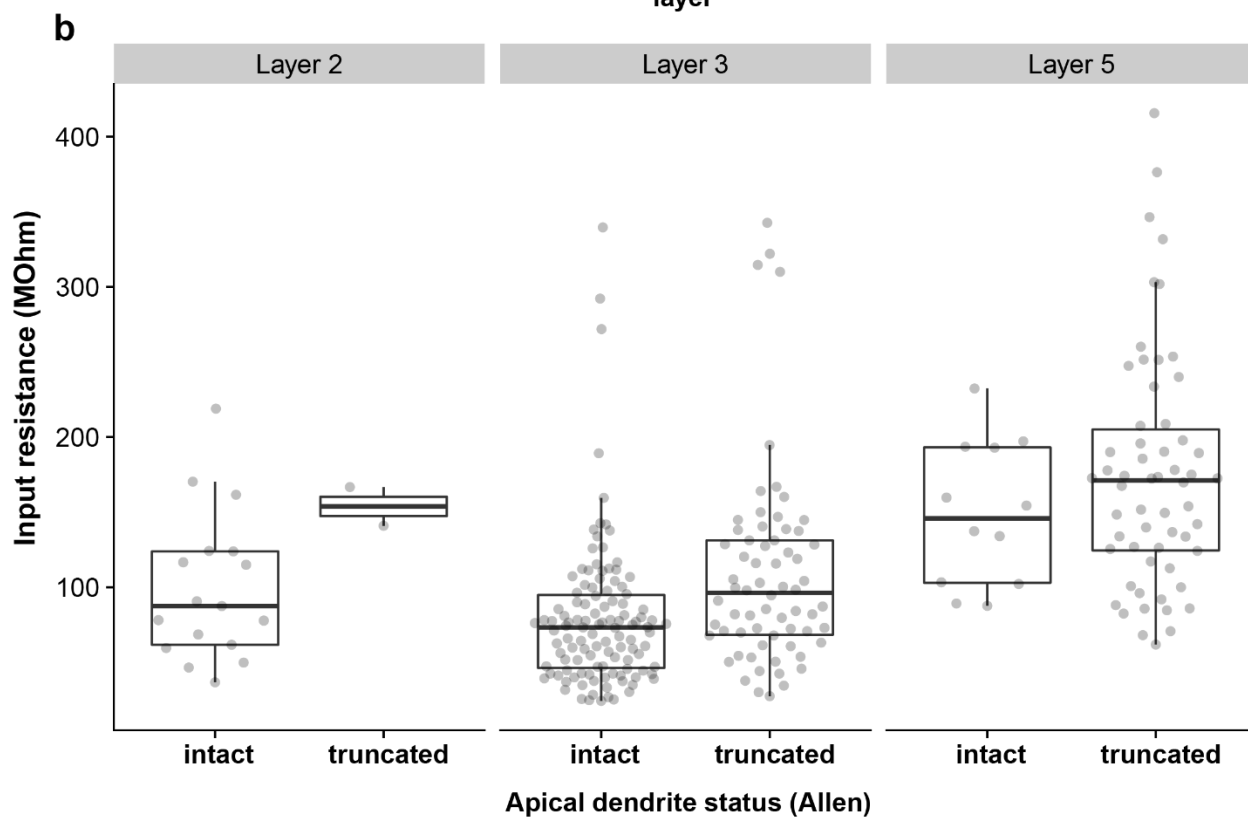 layer
b
Layer 2
Layer 3
Layer 5
Input resistance (MOhm)
400
300
200
100
intact
truncated
intact
truncated
intact
truncated
Apical dendrite status (Allen)